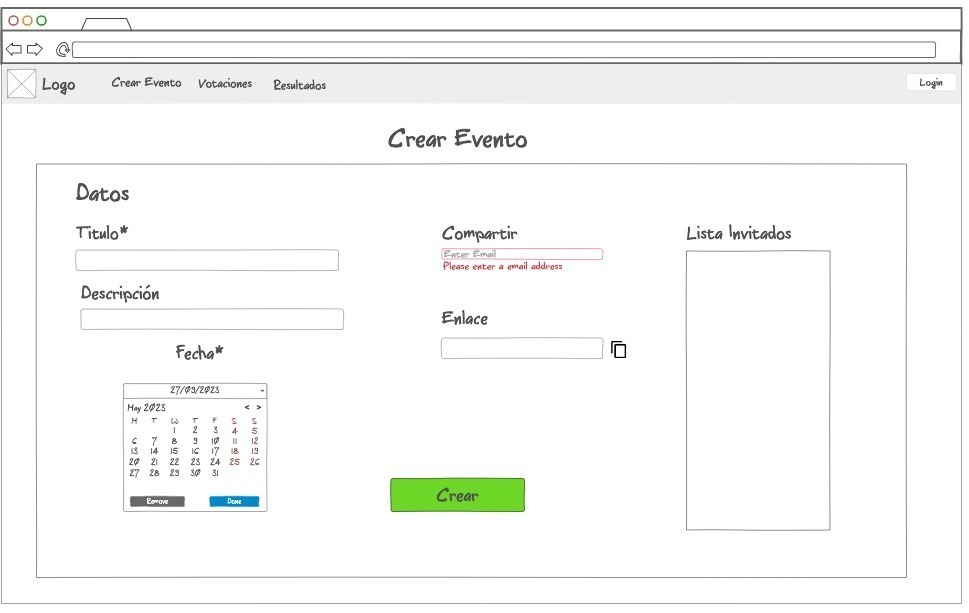 Logo Crear Evento Votaciones Resultados Login
Crear Evento
Datos
Titulo*
Descripción
Fecha*
27/09/2023
May 2023 < >
M T W T F S S
1 2 3 4 5
6 7 8 9 10 11 12
13 14 15 16 17 18 19
20 21 22 23 24 25 26
27 28 29 30 31
Remove Done
Compartir
Enter Email
Please enter a email address
Enlace
Crear
Lista Invitados